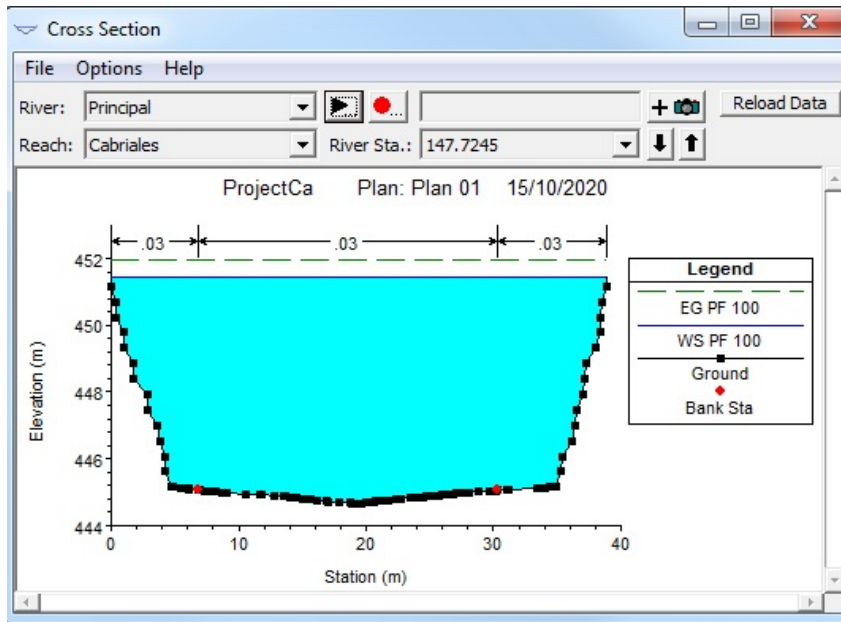 Cross Section
File Options Help
River: Principal
Reload Data
Reach: Cabriales River Sta.: 147.7245
ProjectCa Plan: Plan 01 15/10/2020
.03 .03 .03
452
450
448
446
444
Elevation (m)
0 10 20 30 40
Station (m)
Legend
EG PF 100
WS PF 100
Ground
Bank Sta